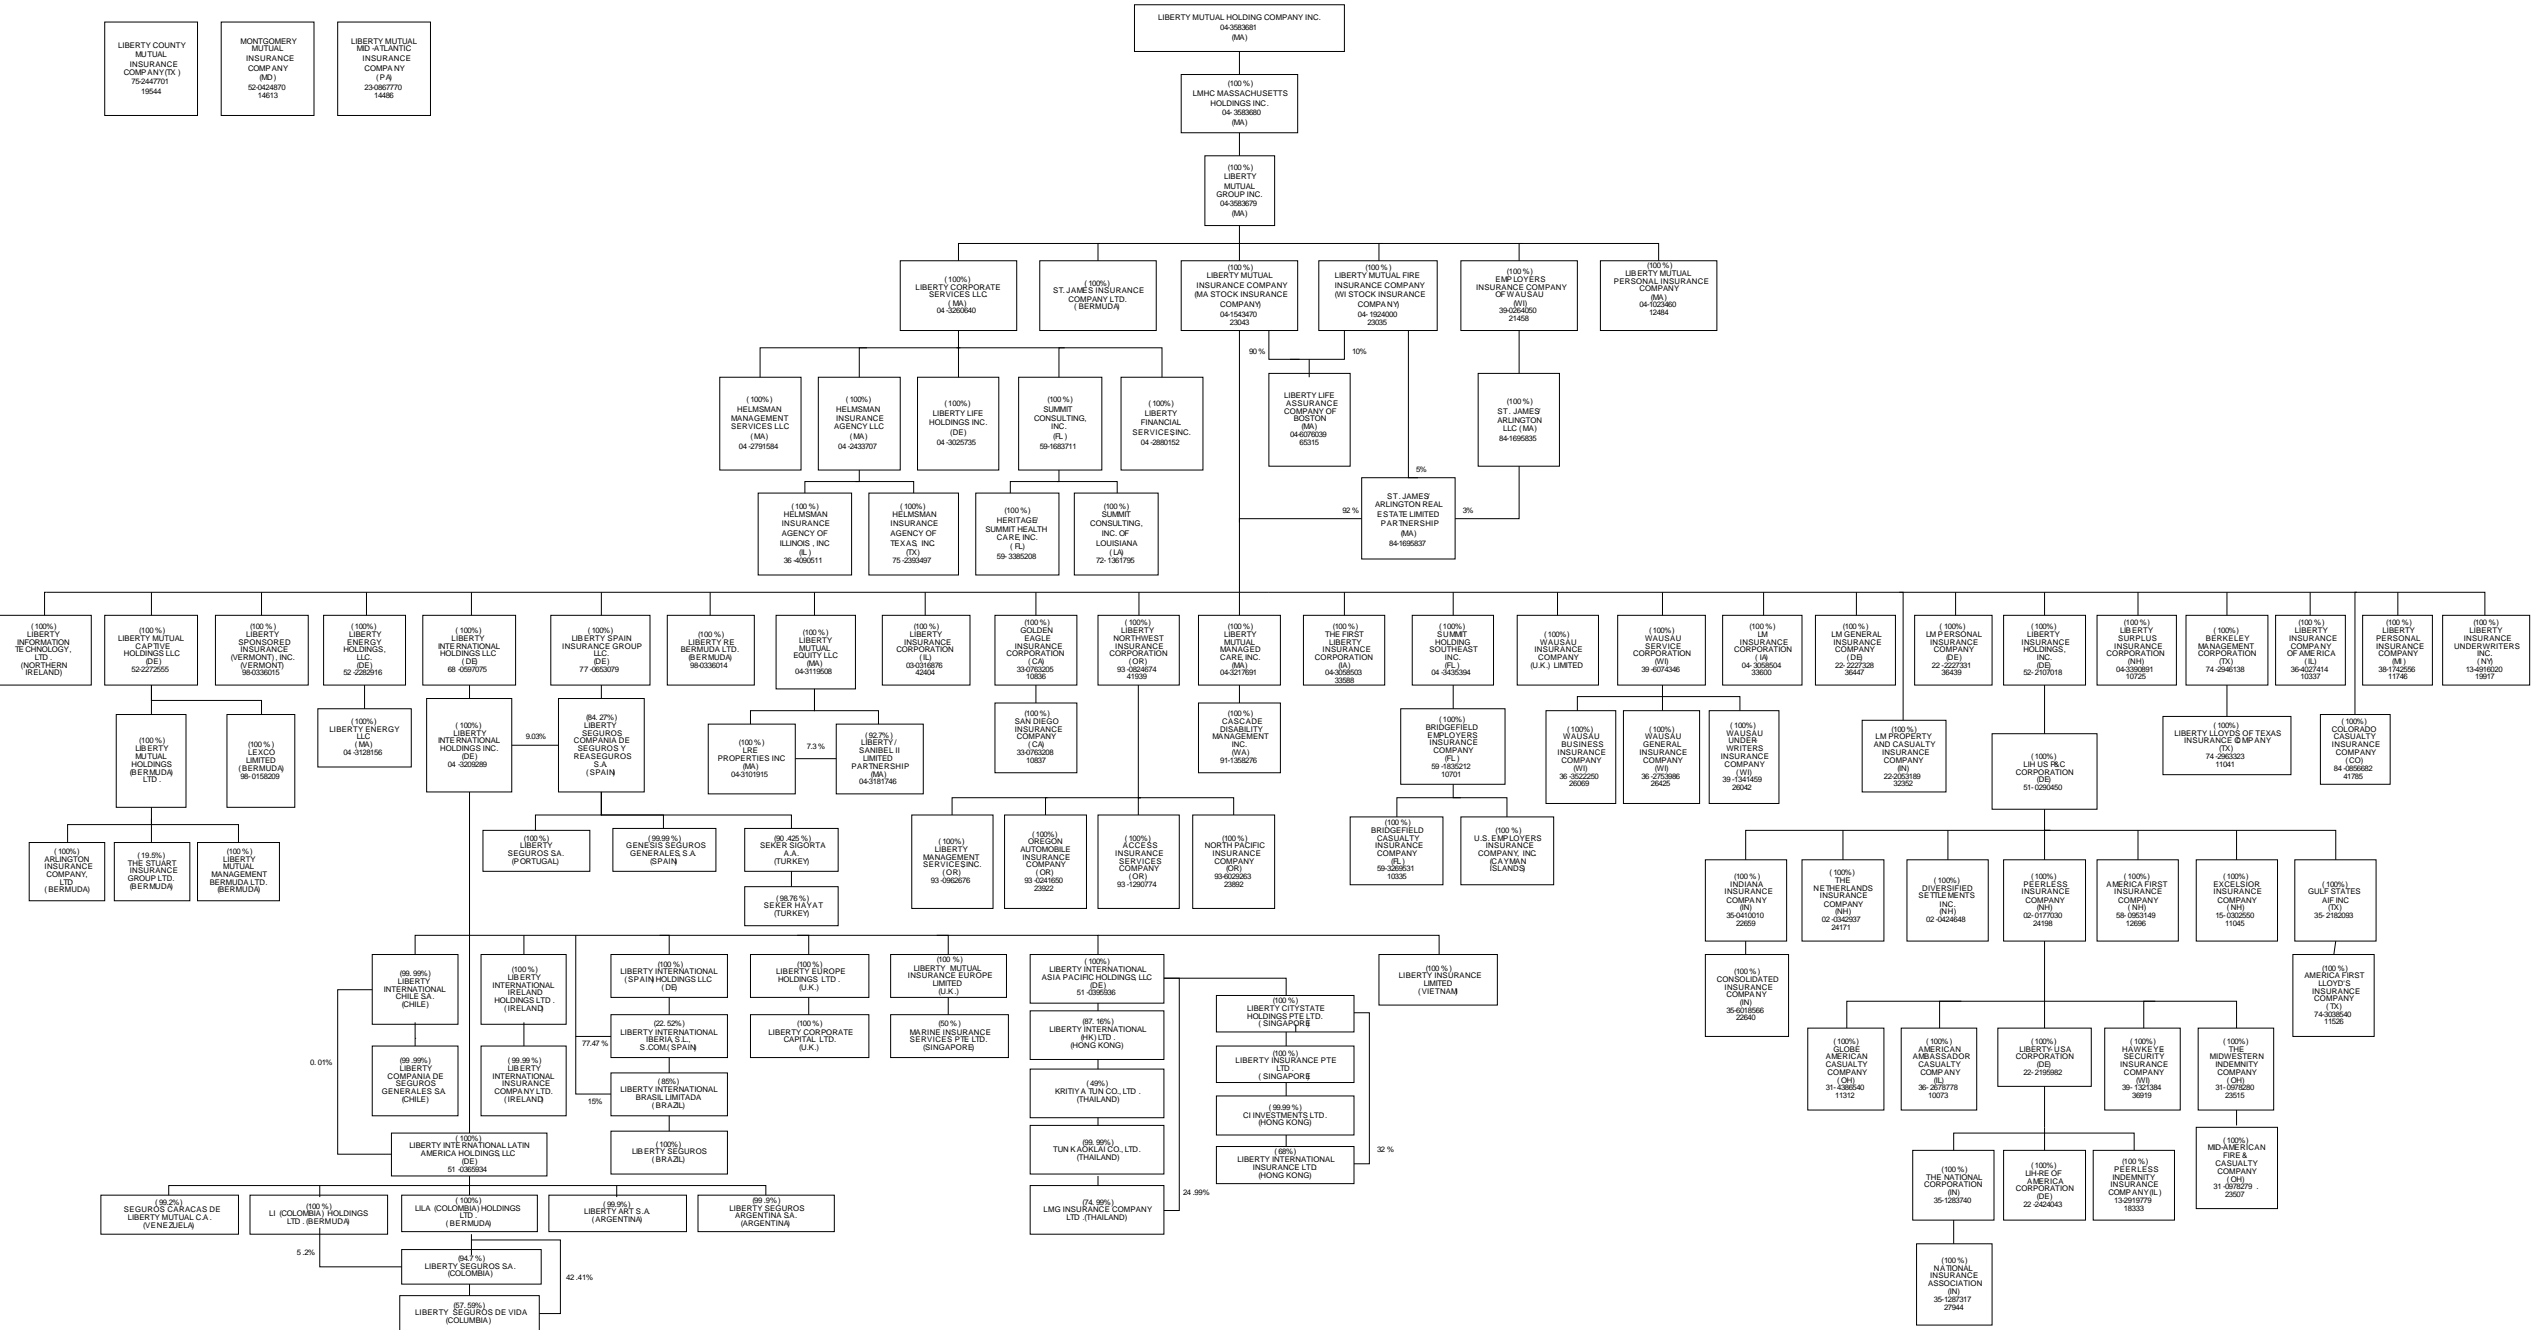 LIBERTY MUTUAL HOLDING COMPANY INC.
04-3583681
(MA)
LIBERTY COUNTY
MUTUAL
INSURANCE
COMPANY(TX )
75-2447701
19544
MONTGOMERY
MUTUAL
INSURANCE
COMPANY
(MD)
52-0424870
14613
LIBERTY MUTUAL
MID -ATLANTIC
INSURANCE
COMPANY
( PA)
23-0867770
14486
(100 %)
LMHC MASSACHUSETTS
HOLDINGS INC.
04- 3583680
(MA)
(100 %)
LIBERTY
MUTUAL
GROUP INC.
04-3583679
(MA)
( 100%)
LIBERTY CORPORATE
SERVICES LLC
( MA)
04 -3260640
( 100%)
ST. JAMES INSURANCE
COMPANY LTD.
( BERMUDA)
(100 %)
LIBERTY MUTUAL
INSURANCE COMPANY
(MA STOCK INSURANCE
COMPANY)
04-1543470
23043
(100 %)
LIBERTY MUTUAL FIRE
INSURANCE COMPANY
(WI STOCK INSURANCE
COMPANY)
04- 1924000
23035
(100 %)
EMPLOYERS
INSURANCE COMPANY
OF WAUSAU
(WI)
39-0264050
21458
(100 %)
LIBERTY MUTUAL
PERSONAL INSURANCE
COMPANY
(MA)
04-1023460
12484
90 %
10%
( 100%)
HELMSMAN
MANAGEMENT
SERVICES LLC
( MA)
04 -2791584
( 100%)
HELMSMAN
INSURANCE
AGENCY LLC
( MA)
04 -2433707
( 100%)
LIBERTY LIFE
HOLDINGS INC.
(DE)
04 -3025735
(100 %)
SUMMIT
CONSULTING,
INC.
(FL )
59-1683711
( 100%)
LIBERTY
FINANCIAL
SERVICES INC.
04 -2880152
LIBERTY LIFE
ASSURANCE
COMPANY OF
BOSTON
(MA)
04-6076039
65315
(100 %)
ST . JAMES/
ARLINGTON
LLC ( MA)
84-1695835
(100 %)
HELMSMAN
INSURANCE
AGENCY OF
ILLINOIS , INC
(IL )
36 -4090511
(100%)
HELMSMAN
INSURANCE
AGENCY OF
TEXAS, INC
(TX)
75 -2393497
(100 %)
HERITAGE/
SUMMIT HEALTH
CARE, INC.
( FL)
59- 3385208
(100 %)
SUMMIT
CONSULTING,
INC. OF
LOUISIANA
( LA)
72- 1361795
5%
92 %
ST . JAMES/
ARLINGTON REAL
ESTATE LIMITED
PARTNERSHIP
(MA)
84-1695837
3%
(100%)
LIBERTY
INFORMATION
TECHNOLOGY,
LTD .
(NORTHERN
IRELAND)
(100 %)
LIBERTY MUTUAL
CAPTIVE
HOLDINGS LLC
(DE)
52-2272555
(100 %)
LIBERTY
SPONSORED
INSURANCE
(VERMONT), INC.
(VERMONT)
98-0336015
( 100%)
LIBERTY
ENERGY
HOLDINGS,
LLC.
(DE)
52 -2282916
( 100%)
LIBERTY
INTERNATIONAL
HOLDINGS LLC
( DE)
68 -0597075
( 100%)
LIBERTY SPAIN
INSURANCE GROUP
LLC.
(DE)
77 -0653079
(100%)
LIBERTY RE
BERMUDA LTD.
98-0336014
(100 %)
LIBERTY
MUTUAL
EQUITY LLC
(MA)
04-3119508
( 100%)
LIBERTY
INSURANCE
CORPORATION
( IL)
03-0316876
42404
( 100%)
GOLDEN
EAGLE
INSURANCE
CORPORATION
( CA)
33-0763205
10836
(100%)
LIBERTY
NORTHWEST
INSURANCE
CORPORATION
(OR)
93 -0824674
41939
(100%)
LIBERTY
MUTUAL
MANAGED
CARE, INC.
(MA)
04-3217691
(100 %)
THE FIRST
LIBERTY
INSURANCE
CORPORATION
(IA)
04-3058503
33588
(100%)
SUMMIT
HOLDING
SOUTHEAST
INC.
(FL )
04 -3435394
(100%)
WAUSAU
INSURANCE
COMPANY
(U.K.) LIMITED
(100%)
WAUSAU
SERVICE
CORPORATION
(WI)
39 -6074346
(100 %)
LM
INSURANCE
CORPORATION
( IA)
04- 3058504
33600
(100%)
LM GENERAL
INSURANCE
COMPANY
(DE)
22- 2227328
36447
( 100%)
LM PERSONAL
INSURANCE
COMPANY
(DE)
22 -2227331
36439
(100%)
LIBERTY
INSURANCE
HOLDINGS,
INC.
(DE)
52- 2107018
(100 %)
LIBERTY
SURPLUS
INSURANCE
CORPORATION
(NH)
04-3390891
10725
(100%)
BERKELEY
MANAGEMENT
CORPORATION
(TX)
74 -2946138
(100 %)
LIBERTY
INSURANCE
COMPANY
OF AMERICA
(IL)
36-4027414
10337
(100%)
LIBERTY
PERSONAL
INSURANCE
COMPANY
(MI )
38-1742556
11746
(100%)
LIBERTY
INSURANCE
UNDERWRITERS
INC.
(NY)
13-4916020
19917
(100 %)
LIBERTY
MUTUAL
HOLDINGS
(BERMUDA)
LTD .
(100 %)
LEXCO
LIMITED
( BERMUDA)
98- 0158209
(100%)
LIBERTY ENERGY
LLC
( MA)
04 -3128156
( 100%)
LIBERTY
INTERNATIONAL
HOLDINGS INC.
(DE)
04 -3209289
9.03%
(84. 27%)
LIBERTY
SEGUROS
COMPANIA DE
SEGUROS Y
REASEGUROS
S.A
(SPAIN)
(100 %)
LRE
PROPERTIES INC
(MA)
04-3101915
7.3 %
(92.7%)
LIBERTY /
SANIBEL II
LIMITED
PARTNERSHIP
(MA)
04-3181746
(100 %)
SAN DIEGO
INSURANCE
COMPANY
( CA)
33-0763208
10837
(100 %)
CASCADE
DISABILITY
MANAGEMENT
INC.
(WA)
91-1358276
(100%)
BRIDGEFIELD
EMPLOYERS
INSURANCE
COMPANY
(FL)
59 -1835212
10701
(100%)
WAUSAU
BUSINESS
INSURANCE
COMPANY
(WI)
36 -3522250
26069
(100%)
WAUSAU
GENERAL
INSURANCE
COMPANY
(WI)
36 -2753986
26425
(100%)
WAUSAU
UNDER-
WRITERS
INSURANCE
COMPANY
( WI)
39 -1341459
26042
(100 %)
LM PROPERTY
AND CASUALTY
INSURANCE
COMPANY
(IN)
22-2053189
32352
(100%)
LIH US P&C
CORPORATION
(DE)
51- 0290450
(100%)
LIBERTY LLOYDS OF TEXAS
INSURANCE COMPANY
(TX)
74 -2963323
11041
( 100%)
COLORADO
CASUALTY
INSURANCE
COMPANY
( CO)
84 -0856682
41785
( 100%)
ARLINGTON
INSURANCE
COMPANY,
LTD
( BERMUDA)
(19.5%)
THE STUART
INSURANCE
GROUP LTD.
(BERMUDA)
(100 %)
LIBERTY
MUTUAL
MANAGEMENT
BERMUDA LTD.
(BERMUDA)
(100 %)
LIBERTY
SEGUROS S.A.
(PORTUGAL)
(99.99 %)
GENESIS SEGUROS
GENERALES, S.A.
(SPAIN)
(90 .425 %)
SEKER SIGORTA
A.A.
(TURKEY)
(98.76 %)
SEKER HAYAT
(TURKEY)
( 100%)
LIBERTY
MANAGEMENT
SERVICES INC.
( OR)
93 -0962676
(100%)
OREGON
AUTOMOBILE
INSURANCE
COMPANY
( OR)
93 -0241650
23922
(100%)
ACCESS
INSURANCE
SERVICES
COMPANY
( OR)
93 -1290774
(100 %)
NORTH PACIFIC
INSURANCE
COMPANY
(OR)
93-6029263
23892
(100 %)
BRIDGEFIELD
CASUALTY
INSURANCE
COMPANY
(FL)
59-3269531
10335
(100 %)
U.S. EMPLOYERS
INSURANCE
COMPANY, INC.
(CAYMAN
ISLANDS)
(100 %)
INDIANA
INSURANCE
COMPANY
(IN)
35-0410010
22659
(100%)
THE
NETHERLANDS
INSURANCE
COMPANY
(NH)
02 -0342937
24171
( 100%)
DIVERSIFIED
SETTLEMENTS
INC.
(NH)
02 -0424648
(100%)
PEERLESS
INSURANCE
COMPANY
(NH)
02- 0177030
24198
( 100%)
AMERICA FIRST
INSURANCE
COMPANY
( NH)
58- 0953149
12696
( 100%)
EXCELSIOR
INSURANCE
COMPANY
( NH)
15- 0302550
11045
(100%)
GULF STATES
AIF INC
(TX)
35- 2182093
(99. 99%)
LIBERTY
INTERNATIONAL
CHILE SA.
(CHILE)
(100 %)
LIBERTY
INTERNATIONAL
IRELAND
HOLDINGS LTD .
(IRELAND)
(100 %)
LIBERTY INTERNATIONAL
( SPAIN) HOLDINGS LLC
( DE)
(100 %)
LIBERTY EUROPE
HOLDINGS LTD .
(U.K.)
(100 %)
LIBERTY MUTUAL
INSURANCE EUROPE
LIMITED
(U.K.)
( 100%)
LIBERTY INTERNATIONAL
ASIA PACIFIC HOLDINGS, LLC
(DE)
51 -0395936
(100 %)
LIBERTY INSURANCE
LIMITED
( VIETNAM)
(100 %)
CONSOLIDATED
INSURANCE
COMPANY
(IN)
35-6018566
22640
(100 %)
AMERICA FIRST
LLOYD'S
INSURANCE
COMPANY
( TX)
74-3038540
11526
(100 %)
LIBERTY CITYSTATE
HOLDINGS PTE LTD.
( SINGAPORE)
0. 01%
(99 .99%)
LIBERTY
COMPANIA DE
SEGUROS
GENERALES SA
(CHILE)
(99.99 %)
LIBERTY
INTERNATIONAL
INSURANCE
COMPANY LTD.
(IRELAND)
77.47 %
(22. 52%)
LIBERTY INTERNATIONAL
IBERIA, S.L.,
S.COM.( SPAIN)
(100 %)
LIBERTY CORPORATE
CAPITAL LTD.
(U.K.)
(50 %)
MARINE INSURANCE
SERVICES PTE LTD.
(SINGAPORE)
(87. 16%)
LIBERTY INTERNATIONAL
(HK) LTD .
(HONG KONG)
(100 %)
LIBERTY INSURANCE PTE
LTD .
( SINGAPORE)
15%
(85%)
LIBERTY INTERNATIONAL
BRASIL LIMITADA
( BRAZIL)
(49%)
KRITIYA TUN CO., LTD .
(THAILAND)
( 99.99 %)
CI INVESTMENTS LTD.
(HONG KONG)
( 100%)
GLOBE
AMERICAN
CASUALTY
COMPANY
( OH)
31- 4386540
11312
(100%)
AMERICAN
AMBASSADOR
CASUALTY
COMPANY
(IL)
36- 2678778
10073
(100%)
LIBERTY-USA
CORPORATION
(DE)
22- 2195982
(100%)
HAWKEYE
SECURITY
INSURANCE
COMPANY
(WI)
39- 1321384
36919
( 100%)
THE
MIDWESTERN
INDEMNITY
COMPANY
( OH)
31- 0978280
23515
( 100%)
LIBERTY INTERNATIONAL LATIN
AMERICA HOLDINGS, LLC
(DE)
51 -0365934
(100%)
LIBERTY SEGUROS
( BRAZIL)
(99. 99%)
TUN KAOKLAI CO., LTD.
(THAILAND)
( 68%)
LIBERTY INTERNATIONAL
INSURANCE LTD
(HONG KONG)
32 %
24 .99%
(74. 99%)
LMG INSURANCE COMPANY
LTD .(THAILAND)
(100 %)
THE NATIONAL
CORPORATION
(IN)
35-1283740
(100%)
LIH-RE OF
AMERICA
CORPORATION
(DE)
22 -2424043
(100 %)
PEERLESS
INDEMNITY
INSURANCE
COMPANY (IL )
13-2919779
18333
( 100%)
MID-AMERICAN
FIRE &
CASUALTY
COMPANY
( OH)
31 -0978279 .
23507
( 99.2%)
SEGUROS CARACAS DE
LIBERTY MUTUAL C.A .
(VENEZUELA)
(100 %)
LI (COLOMBIA) HOLDINGS
LTD . (BERMUDA)
( 100%)
LILA (COLOMBIA) HOLDINGS
LTD .
( BERMUDA)
( 99.9%)
LIBERTY ART S.A.
( ARGENTINA)
(99 .9%)
LIBERTY SEGUROS
ARGENTINA SA.
(ARGENTINA)
5 .2%
(94.7 %)
LIBERTY SEGUROS S.A.
(COLOMBIA)
42 .41%
(57. 59%)
LIBERTY SEGUROS DE VIDA
(COLUMBIA)
(100 %)
NATIONAL
INSURANCE
ASSOCIATION
(IN)
35-1287317
27944